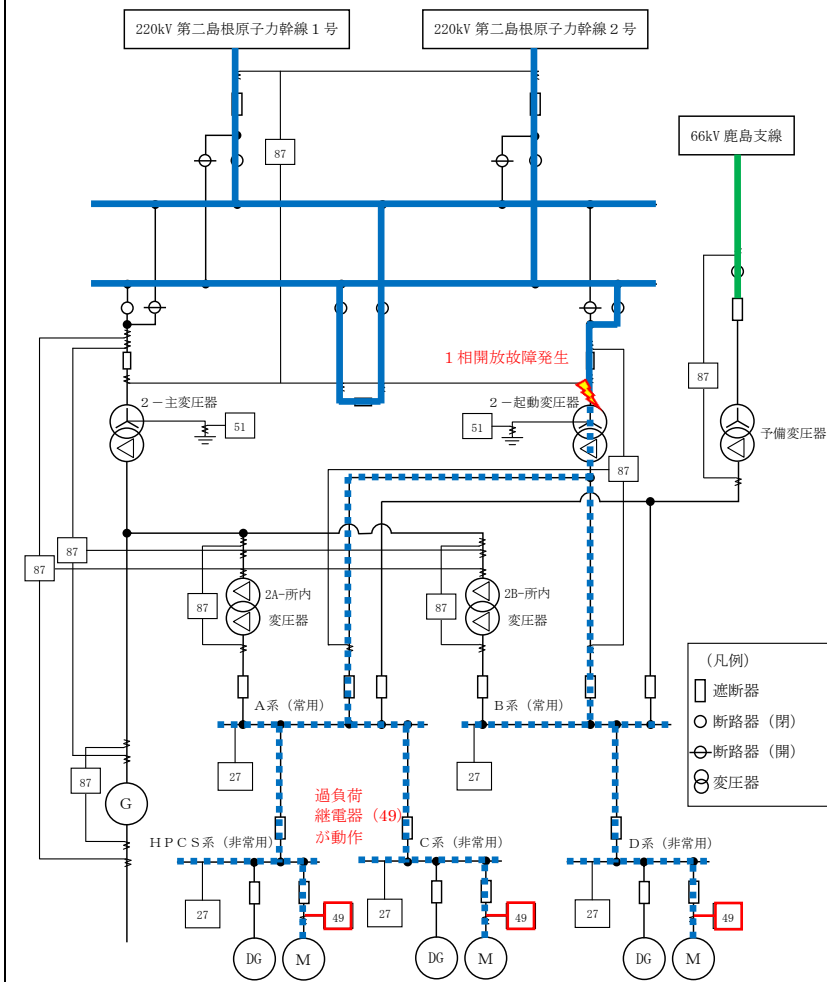 220kV 第二島根原子力幹線1号
220kV 第二島根原子力幹線2号
66kV 鹿島支線
87
1相開放故障発生
87
2-主変圧器
51
2-起動変圧器
51
予備変圧器
87
87
87
87
2A-所内
変圧器
87
2B-所内
変圧器
(凡例)
遮断器
断路器(閉)
断路器(開)
変圧器
A系(常用)
B系(常用)
27
27
87
G
過負荷
継電器(49)
が動作
HPCS系(非常用)
C系(非常用)
D系(非常用)
27
49
27
49
27
49
DG
M
DG
M
DG
M